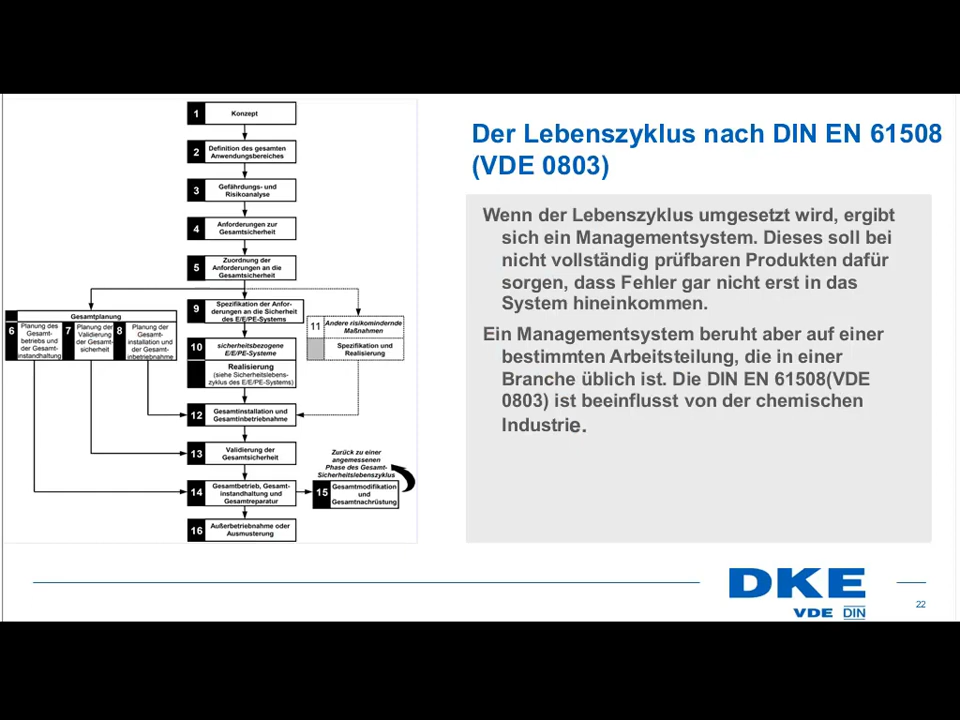 1 Konzept
2 Definition des gesamten
Anwendungsbereiches
3 Gefährdungs- und
Risikoanalyse
4 Anforderungen zur
Gesamtsicherheit
5 Zuordnung der
Anforderungen an die
Gesamtsicherheit
Gesamtplanung
6 Planung des
Gesamt-
betriebs und
der Gesamt-
instandhaltung
7 Planung der
Validierung
der Gesamt-
sicherheit
8 Planung der
Gesamt-
installation und
der Gesamt-
inbetriebnahme
9 Spezifikation der Anfor-
derungen an die Sicherheit
des E/E/PE-Systems
10 sicherheitsbezogene
E/E/PE-Systeme
Realisierung
(siehe Sicherheitslebens-
zyklus des E/E/PE-Systems)
11 Andere risikomindernde
Maßnahmen
Spezifikation und
Realisierung
12 Gesamtinstallation und
Gesamtinbetriebnahme
13 Validierung der
Gesamtsicherheit
Zurück zu einer
angemessenen
Phase des Gesamt-
Sicherheitslebenszyklus
14 Gesamtbetrieb, Gesamt-
instandhaltung und
Gesamtreparatur
15 Gesamtmodifikation
und
Gesamtnachrüstung
16 Außerbetriebnahme oder
Ausmusterung
Der Lebenszyklus nach DIN EN 61508
(VDE 0803)
Wenn der Lebenszyklus umgesetzt wird, ergibt
sich ein Managementsystem. Dieses soll bei
nicht vollständig prüfbaren Produkten dafür
sorgen, dass Fehler gar nicht erst in das
System hineinkommen.
Ein Managementsystem beruht aber auf einer
bestimmten Arbeitsteilung, die in einer
Branche üblich ist. Die DIN EN 61508(VDE
0803) ist beeinflusst von der chemischen
Industrie.
DKE
VDE DIN
22